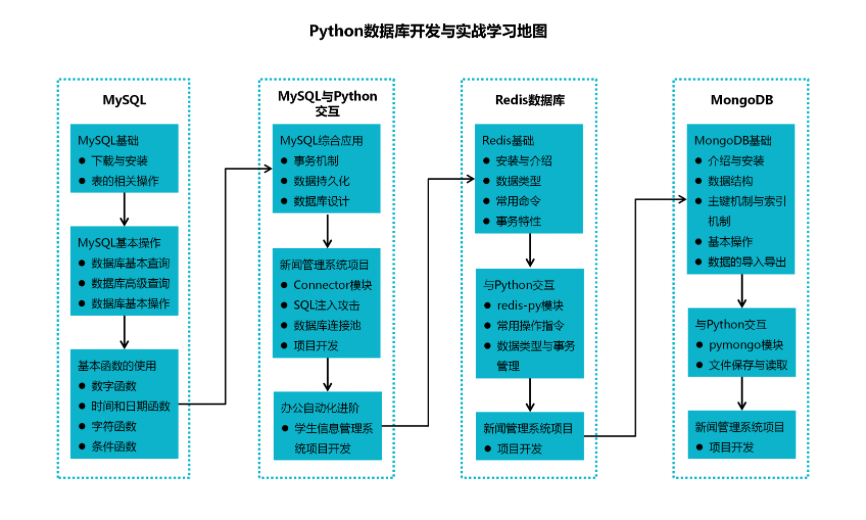 Python数据库开发与实战学习地图
MySQL
MySQL基础
● 下载与安装
● 表的相关操作
MySQL基本操作
● 数据库基本查询
● 数据库高级查询
● 数据库基本操作
基本函数的使用
● 数字函数
● 时间和日期函数
● 字符函数
● 条件函数
MySQL与Python
交互
MySQL综合应用
● 事务机制
● 数据持久化
● 数据库设计
新闻管理系统项目
● Connector模块
● SQL注入攻击
● 数据库连接池
● 项目开发
办公自动化进阶
● 学生信息管理系
统项目开发
Redis数据库
Redis基础
● 安装与介绍
● 数据类型
● 常用命令
● 事务特性
与Python交互
● redis-py模块
● 常用操作指令
● 数据类型与事务
管理
新闻管理系统项目
● 项目开发
MongoDB
MongoDB基础
● 介绍与安装
● 数据结构
● 主键机制与索引
机制
● 基本操作
● 数据的导入导出
与Python交互
● pymongo模块
● 文件保存与读取
新闻管理系统项目
● 项目开发